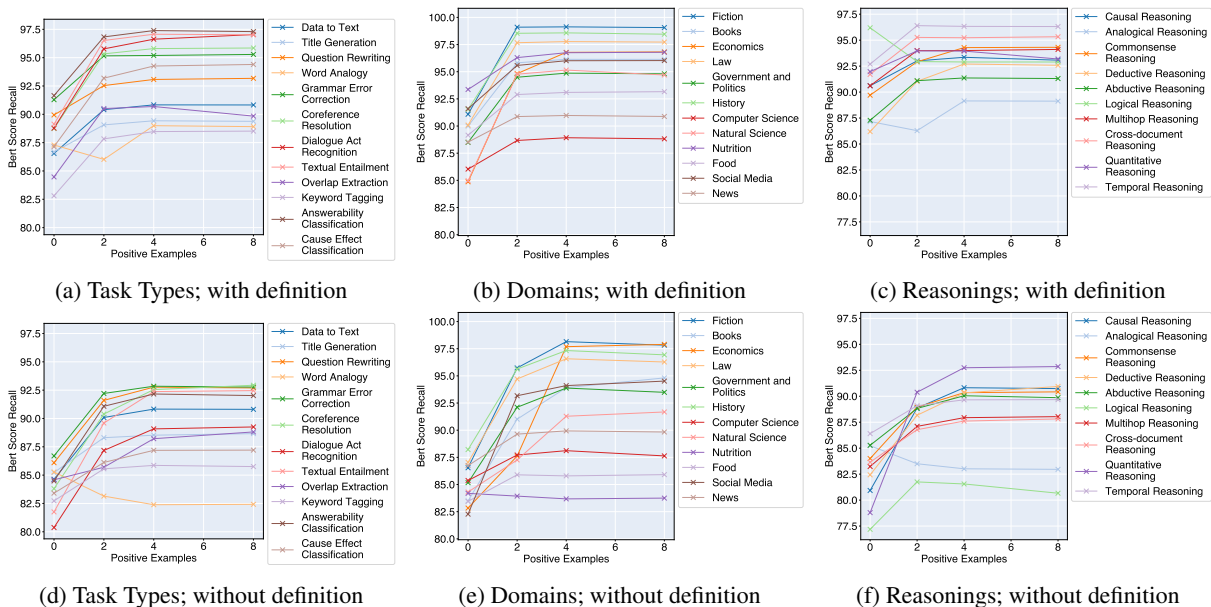 97.5
95.0
92.5
90.0
87.5
85.0
82.5
80.0
Bert Score Recall
0 2 4 6 8
Positive Examples
Data to Text
Title Generation
Question Rewriting
Word Analogy
Grammar Error
Correction
Coreference
Resolution
Dialogue Act
Recognition
Textual Entailment
Overlap Extraction
Keyword Tagging
Answerability
Classification
Cause Effect
Classification
(a) Task Types; with definition
100.0
97.5
95.0
92.5
90.0
87.5
85.0
82.5
80.0
Bert Score Recall
0 2 4 6 8
Positive Examples
Fiction
Books
Economics
Law
Government and
Politics
History
Computer Science
Natural Science
Nutrition
Food
Social Media
News
(b) Domains; with definition
97.5
95.0
92.5
90.0
87.5
85.0
82.5
80.0
77.5
Bert Score Recall
0 2 4 6 8
Positive Examples
Causal Reasoning
Analogical Reasoning
Commonsense
Reasoning
Deductive Reasoning
Abductive Reasoning
Logical Reasoning
Multihop Reasoning
Cross-document
Reasoning
Quantitative
Reasoning
Temporal Reasoning
(c) Reasonings; with definition
97.5
95.0
92.5
90.0
87.5
85.0
82.5
80.0
Bert Score Recall
0 2 4 6 8
Positive Examples
Data to Text
Title Generation
Question Rewriting
Word Analogy
Grammar Error
Correction
Coreference
Resolution
Dialogue Act
Recognition
Textual Entailment
Overlap Extraction
Keyword Tagging
Answerability
Classification
Cause Effect
Classification
(d) Task Types; without definition
100.0
97.5
95.0
92.5
90.0
87.5
85.0
82.5
80.0
Bert Score Recall
0 2 4 6 8
Positive Examples
Fiction
Books
Economics
Law
Government and
Politics
History
Computer Science
Natural Science
Nutrition
Food
Social Media
News
(e) Domains; without definition
97.5
95.0
92.5
90.0
87.5
85.0
82.5
80.0
77.5
Bert Score Recall
0 2 4 6 8
Positive Examples
Causal Reasoning
Analogical Reasoning
Commonsense
Reasoning
Deductive Reasoning
Abductive Reasoning
Logical Reasoning
Multihop Reasoning
Cross-document
Reasoning
Quantitative
Reasoning
Temporal Reasoning
(f) Reasonings; without definition